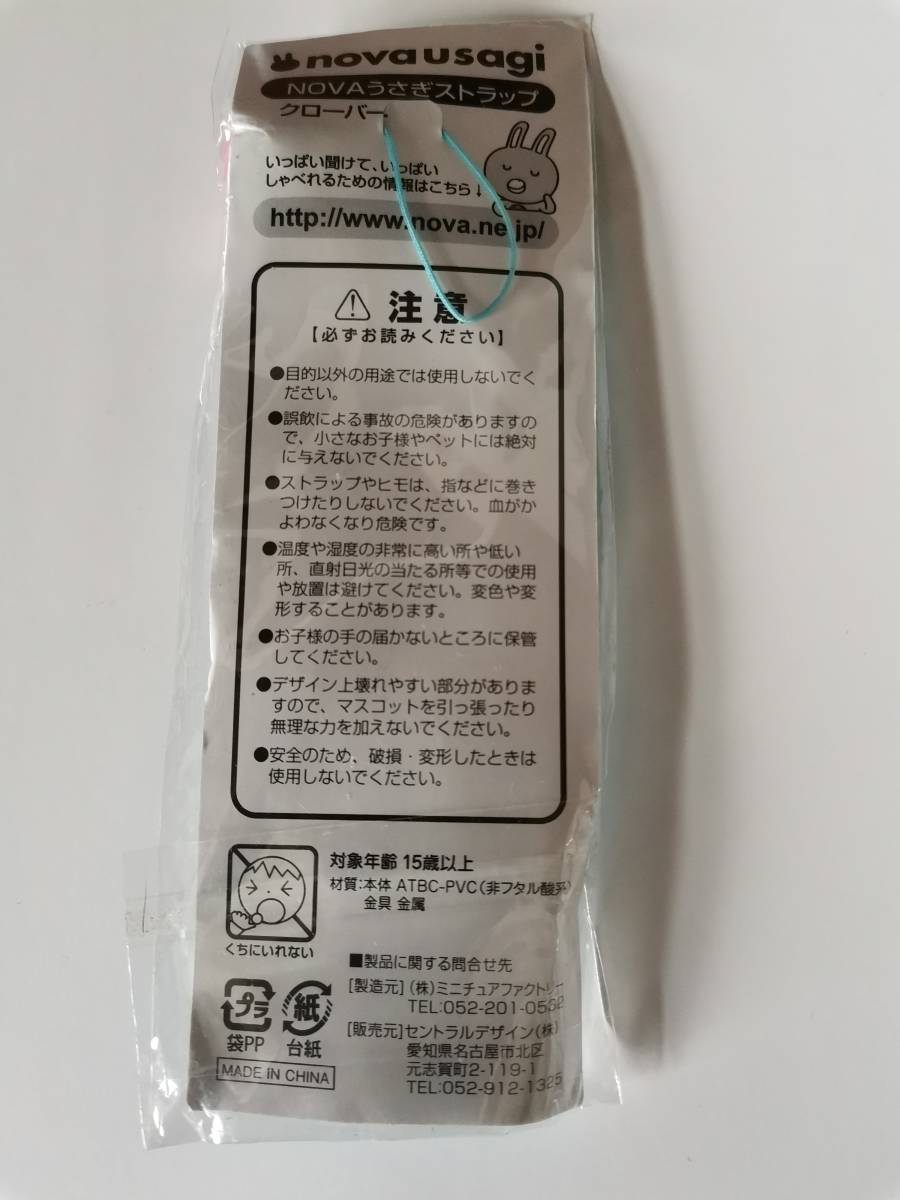 novausagi
NOVAうさぎストラップ
クローバー
いっぱい聞けて、いっぱい
しゃべれるための情報はこちら↓
http://www.nova.ne.jp/
注意
【必ずお読みください】
●目的以外の用途では使用しないでく
ださい。
●誤飲による事故の危険がありますの
で、小さなお子様やペットには絶対
に与えないでください。
●ストラップやヒモは、指などに巻き
つけたりしないでください。血がか
よわなくなり危険です。
●温度や湿度の非常に高い所や低い
所、直射日光の当たる所等での使用
や放置は避けてください。変色や変
形することがあります。
●お子様の手の届かないところに保管
してください。
●デザイン上壊れやすい部分がありま
すので、マスコットを引っ張ったり
無理な力を加えないでください。
●安全のため、破損・変形したときは
使用しないでください。
対象年齢 15歳以上
材質：本体 ATBC-PVC（非フタル酸系）
金具 金属
くちにいれない
■製品に関する問合せ先
[製造元]（株）ミニチュアファクトリー
TEL:052-201-0552
[販売元]セントラルデザイン（株）
愛知県名古屋市北区
元志賀町2-119-1
TEL:052-912-1325
プラ
袋PP
紙
台紙
MADE IN CHINA